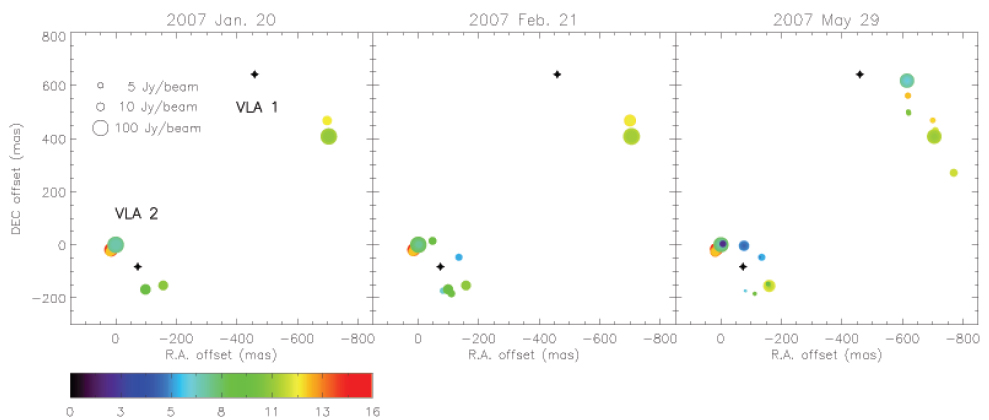 2007 Jan. 20
2007 Feb. 21
2007 May 29
800
600
400
200
0
−200
DEC offset (mas)
5 Jy/beam
10 Jy/beam
100 Jy/beam
VLA 1
VLA 2
0 −200 −400 −600 −800
0 −200 −400 −600 −800
0 −200 −400 −600 −800
R.A. offset (mas)
R.A. offset (mas)
R.A. offset (mas)
0 3 5 8 11 13 16